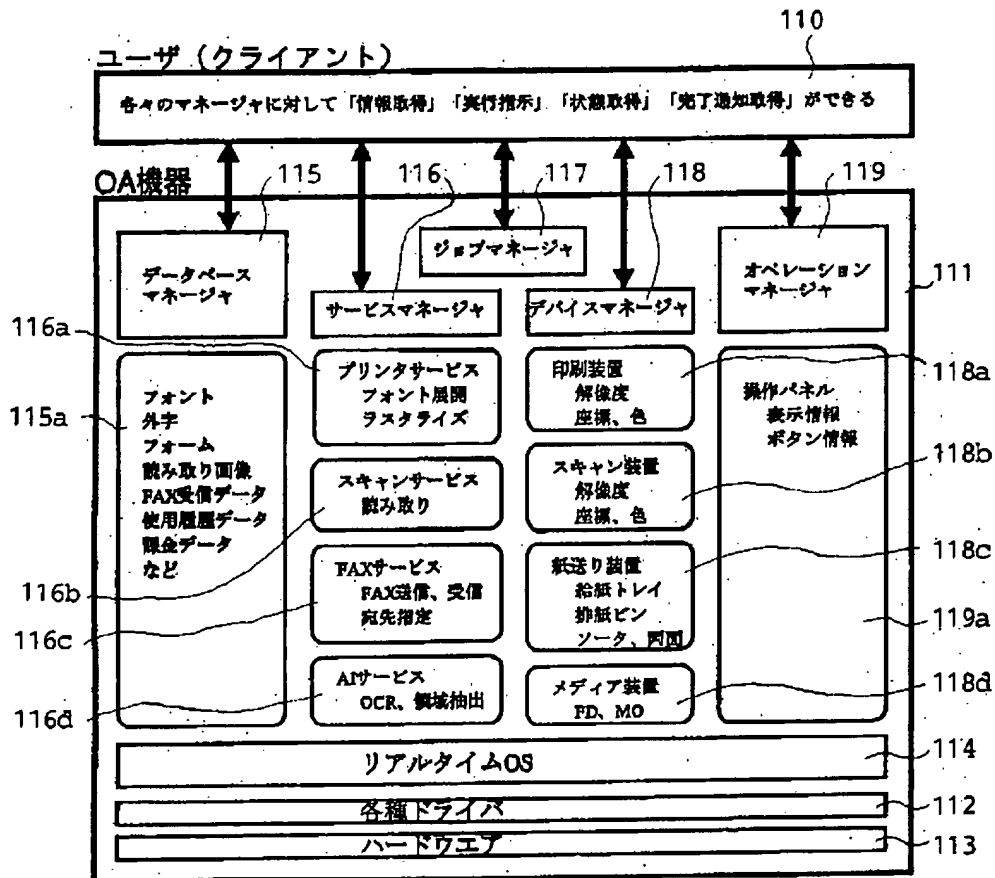 110
ユーザ（クライアント）
各々のマネージャに対して「情報取得」「実行指示」「状態取得」「完了通知取得」ができる
OA機器
115
116
117
118
119
111
データベース
マネージャ
サービスマネージャ
ジョブマネージャ
デバイスマネージャ
オペレーション
マネージャ
115a
フォント
外字
フォーム
読み取り画像
FAX受信データ
使用履歴データ
課金データ
など
116a
プリンタサービス
フォント展開
ラスタライズ
116b
スキャンサービス
読み取り
116c
FAXサービス
FAX送信、受信
宛先指定
116d
AIサービス
OCR、領域抽出
118a
印刷装置
解像度
座標、色
118b
スキャン装置
解像度
座標、色
118c
紙送り装置
給紙トレイ
排紙ビン
ソータ、両面
118d
メディア装置
FD、MO
119a
操作パネル
表示情報
ボタン情報
リアルタイムOS
114
各種ドライバ
112
ハードウエア
113